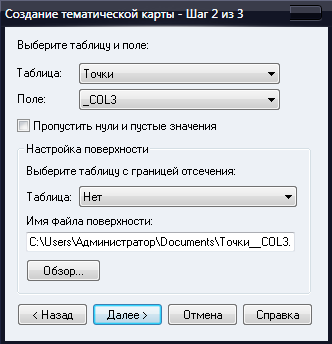 Создание тематической карты - Шаг 2 из 3
Выберите таблицу и поле:
Таблица: Точки
Поле: _COL3
Пропустить нули и пустые значения
Настройка поверхности
Выберите таблицу с границей отсечения:
Таблица: Нет
Имя Файла поверхности:
C:\Users\Администратор\Documents\Точки__COL3.
Обзор...
< Назад Далее > Отмена Справка